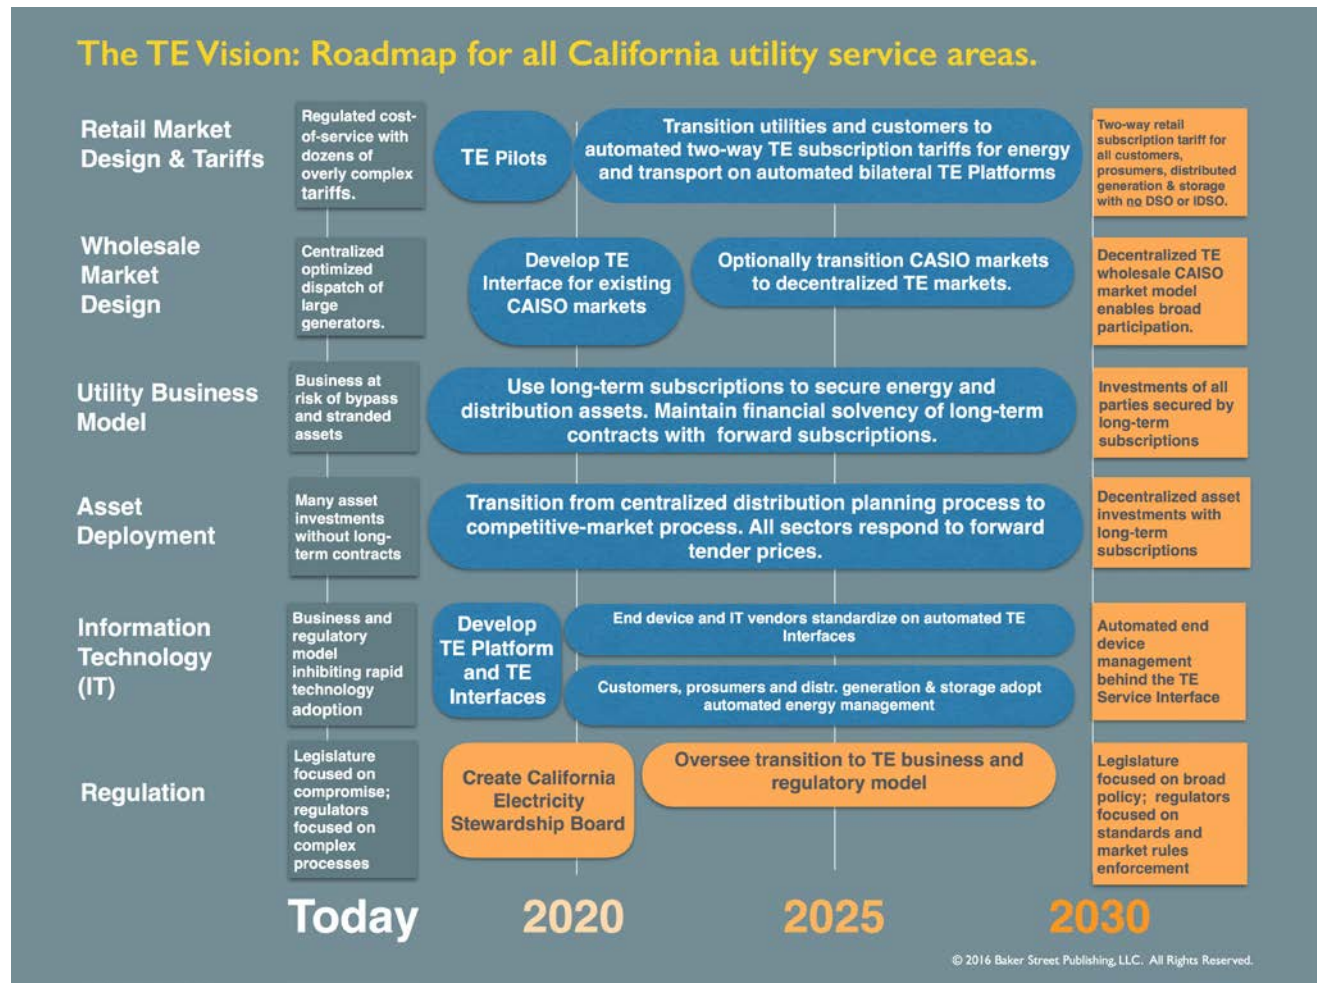 The TE Vision: Roadmap for all California utility service areas.
Retail Market
Design & Tariffs
Regulated cost-
of-service with
dozens of
overly complex
tariffs.
TE Pilots
Transition utilities and customers to
automated two-way TE subscription tariffs for energy
and transport on automated bilateral TE Platforms
Two-way retail
subscription tariff for
all customers,
prosumers, distributed
generation & storage
with no DSO or IDSO.
Wholesale
Market
Design
Centralized
optimized
dispatch of
large
generators.
Develop TE
Interface for existing
CAISO markets
Optionally transition CASIO markets
to decentralized TE markets.
Decentralized TE
wholesale CAISO
market model
enables broad
participation.
Utility Business
Model
Business at
risk of bypass
and stranded
assets
Use long-term subscriptions to secure energy and
distribution assets. Maintain financial solvency of long-term
contracts with forward subscriptions.
Investments of all
parties secured by
long-term
subscriptions
Asset
Deployment
Many asset
investments
without long-
term contracts
Transition from centralized distribution planning process to
competitive-market process. All sectors respond to forward
tender prices.
Decentralized asset
investments with
long-term
subscriptions
Information
Technology
(IT)
Business and
regulatory
model
inhibiting rapid
technology
adoption
Develop
TE Platform
and TE
Interfaces
End device and IT vendors standardize on automated TE
Interfaces
Customers, prosumers and distr. generation & storage adopt
automated energy management
Automated end
device
management
behind the TE
Service Interface
Regulation
Legislature
focused on
compromise;
regulators
focused on
complex
processes
Create California
Electricity
Stewardship Board
Oversee transition to TE business and
regulatory model
Legislature
focused on broad
policy; regulators
focused on
standards and
market rules
enforcement
Today
2020
2025
2030
© 2016 Baker Street Publishing, LLC. All Rights Reserved.